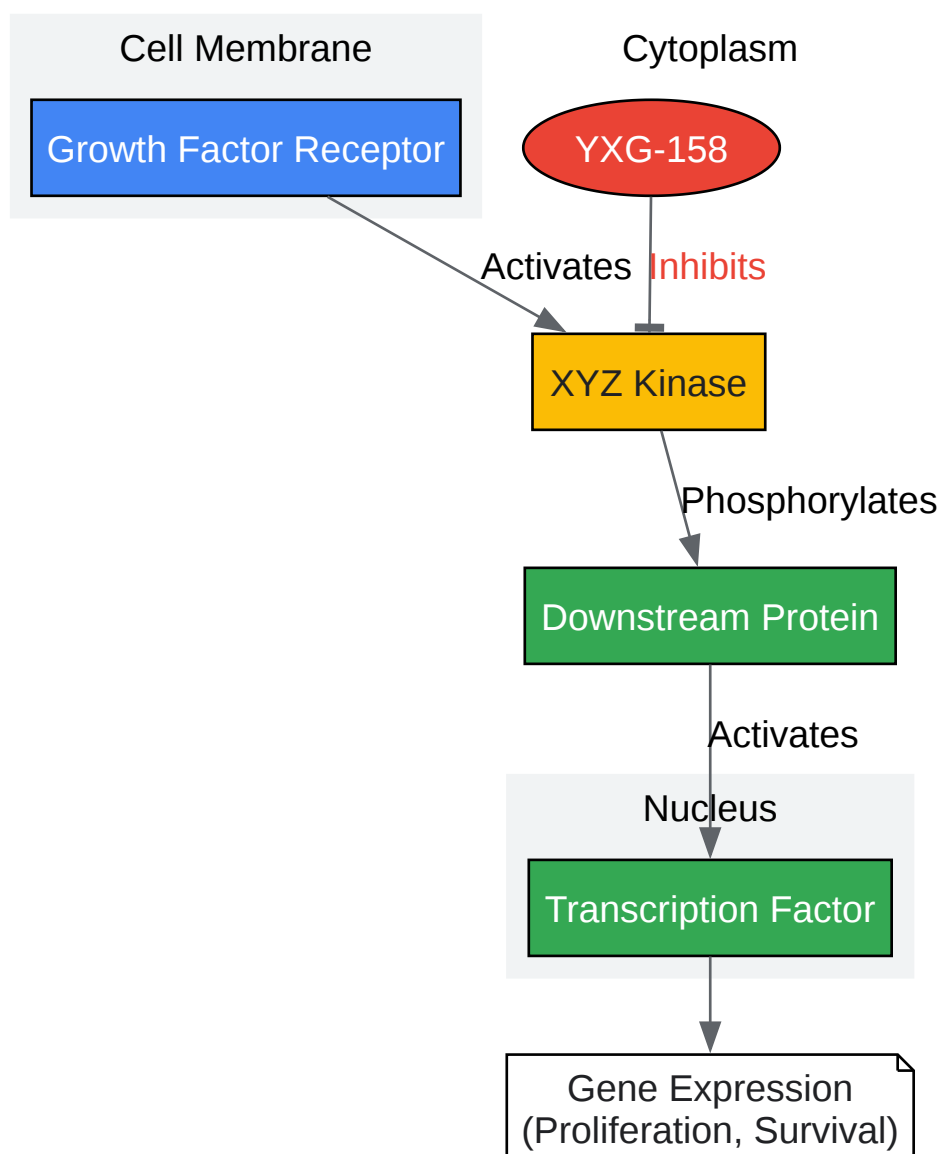 Cell Membrane
Cytoplasm
Growth Factor Receptor
YXG-158
Activates
Inhibits
XYZ Kinase
Phosphorylates
Downstream Protein
Activates
Nucleus
Transcription Factor
Gene Expression
(Proliferation, Survival)